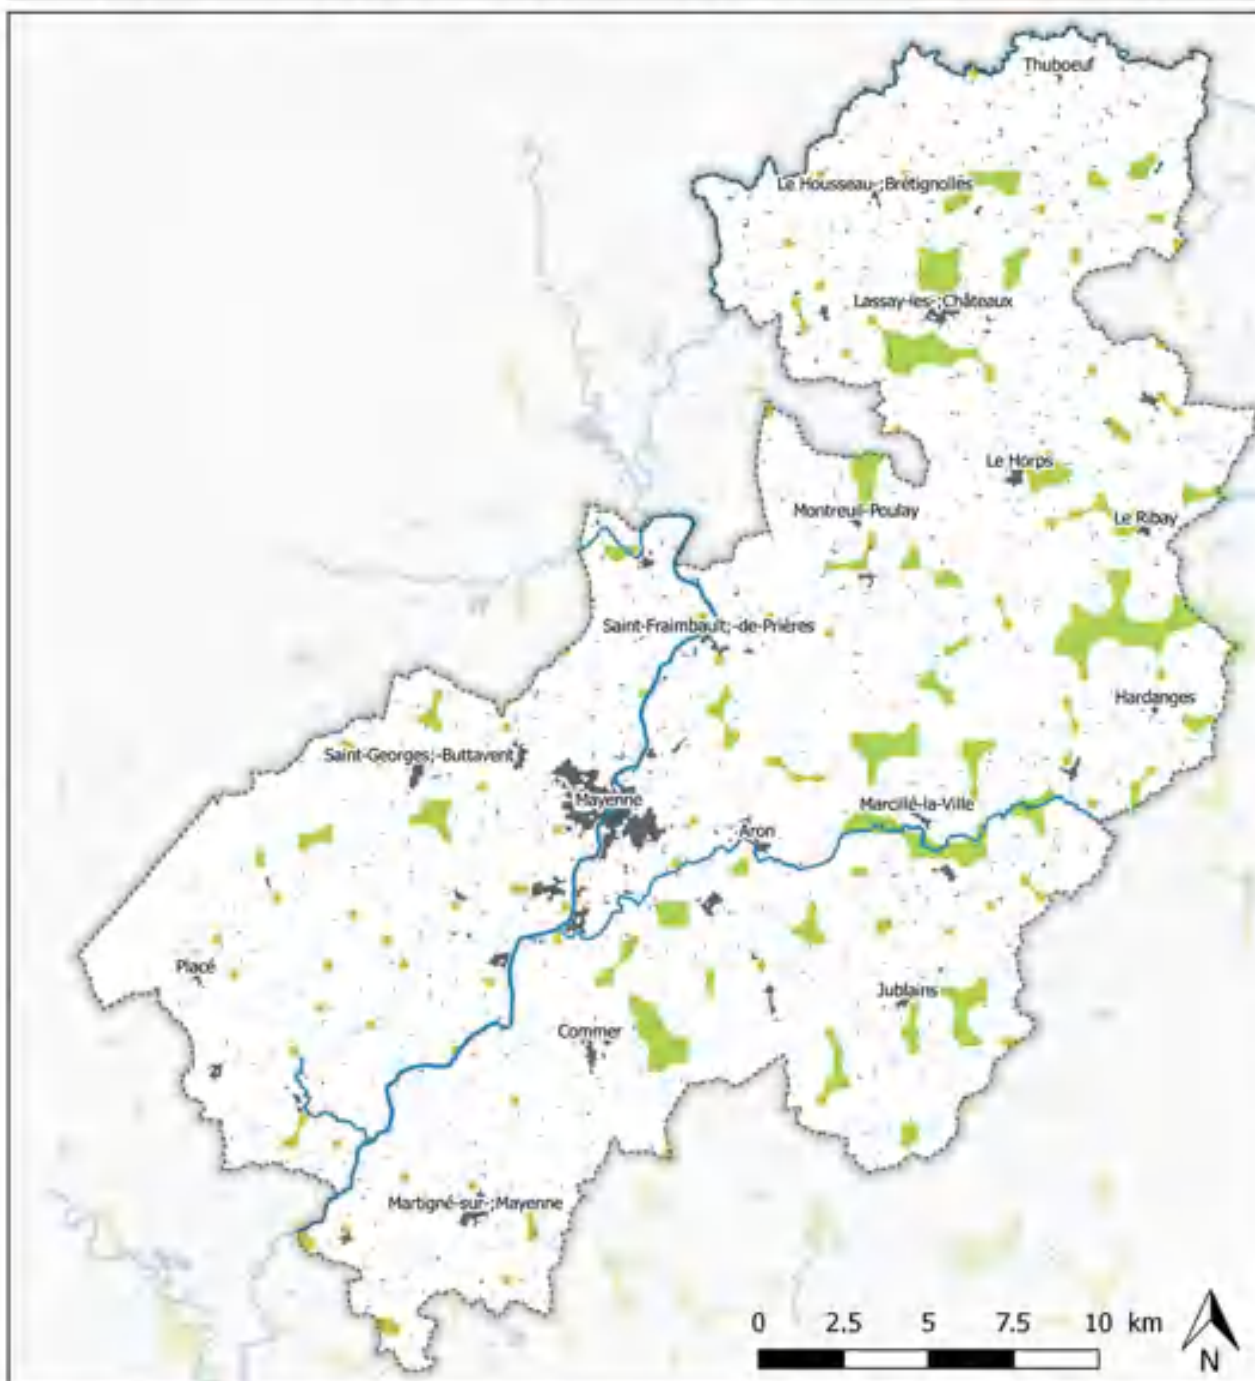 Thuboeuf
Le Housseau-;Brétignolles
Lassay-les-;Châteaux
Le Horps
Montreuil-Poulay
Le Ribay
Saint-Fraimbault;-de-Prières
Hardanges
Saint-Georges;-Buttavent
Mayenne
Marcillé-la-Ville
Aron
Placé
Jublains
Commer
Martigné-sur-;Mayenne
0 2.5 5 7.5 10 km
N